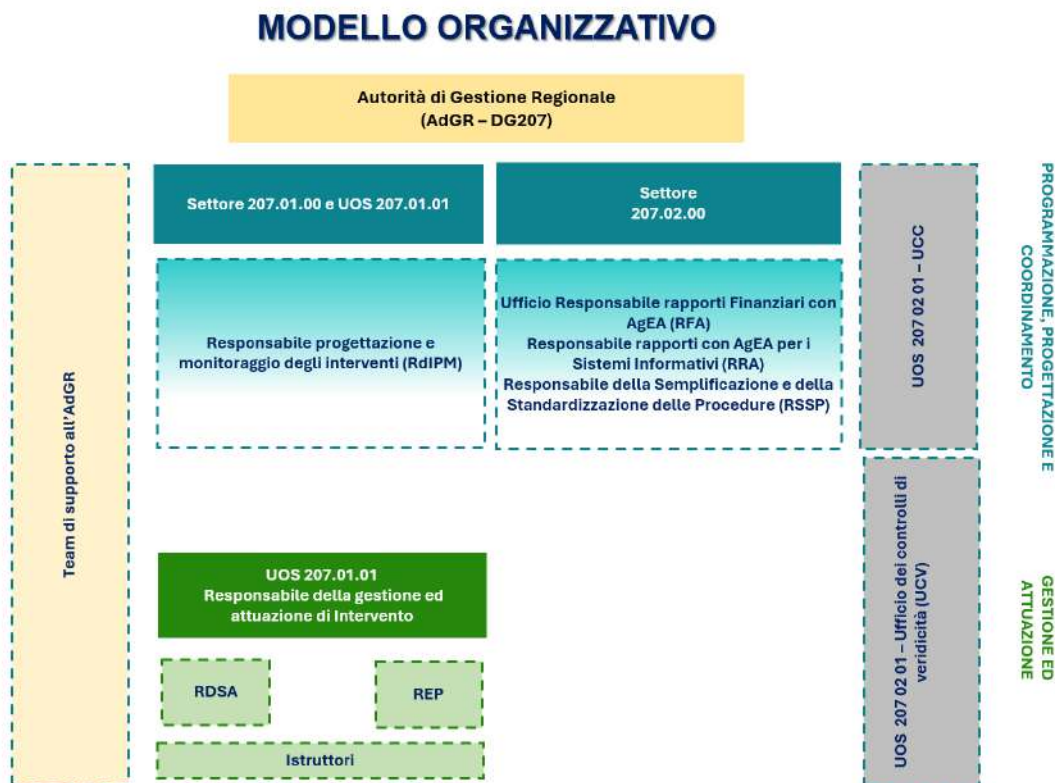 MODELLO ORGANIZZATIVO
Autorità di Gestione Regionale
(AdGR – DG207)
Team di supporto all'AdGR
Settore 207.01.00 e UOS 207.01.01
Settore
207.02.00
Responsabile progettazione e
monitoraggio degli interventi (RdIPM)
Ufficio Responsabile rapporti Finanziari con
AgEA (RFA)
Responsabile rapporti con AgEA per i
Sistemi Informativi (RRA)
Responsabile della Semplificazione e della
Standardizzazione delle Procedure (RSSP)
UOS 207 02 01 – UCC
PROGRAMMAZIONE, PROGETTAZIONE E
COORDINAMENTO
UOS 207.01.01
Responsabile della gestione ed
attuazione di Intervento
RDSA
REP
Istruttori
UOS 207 02 01 – Ufficio dei controlli di
veridicità (UCV)
GESTIONE ED
ATTUAZIONE